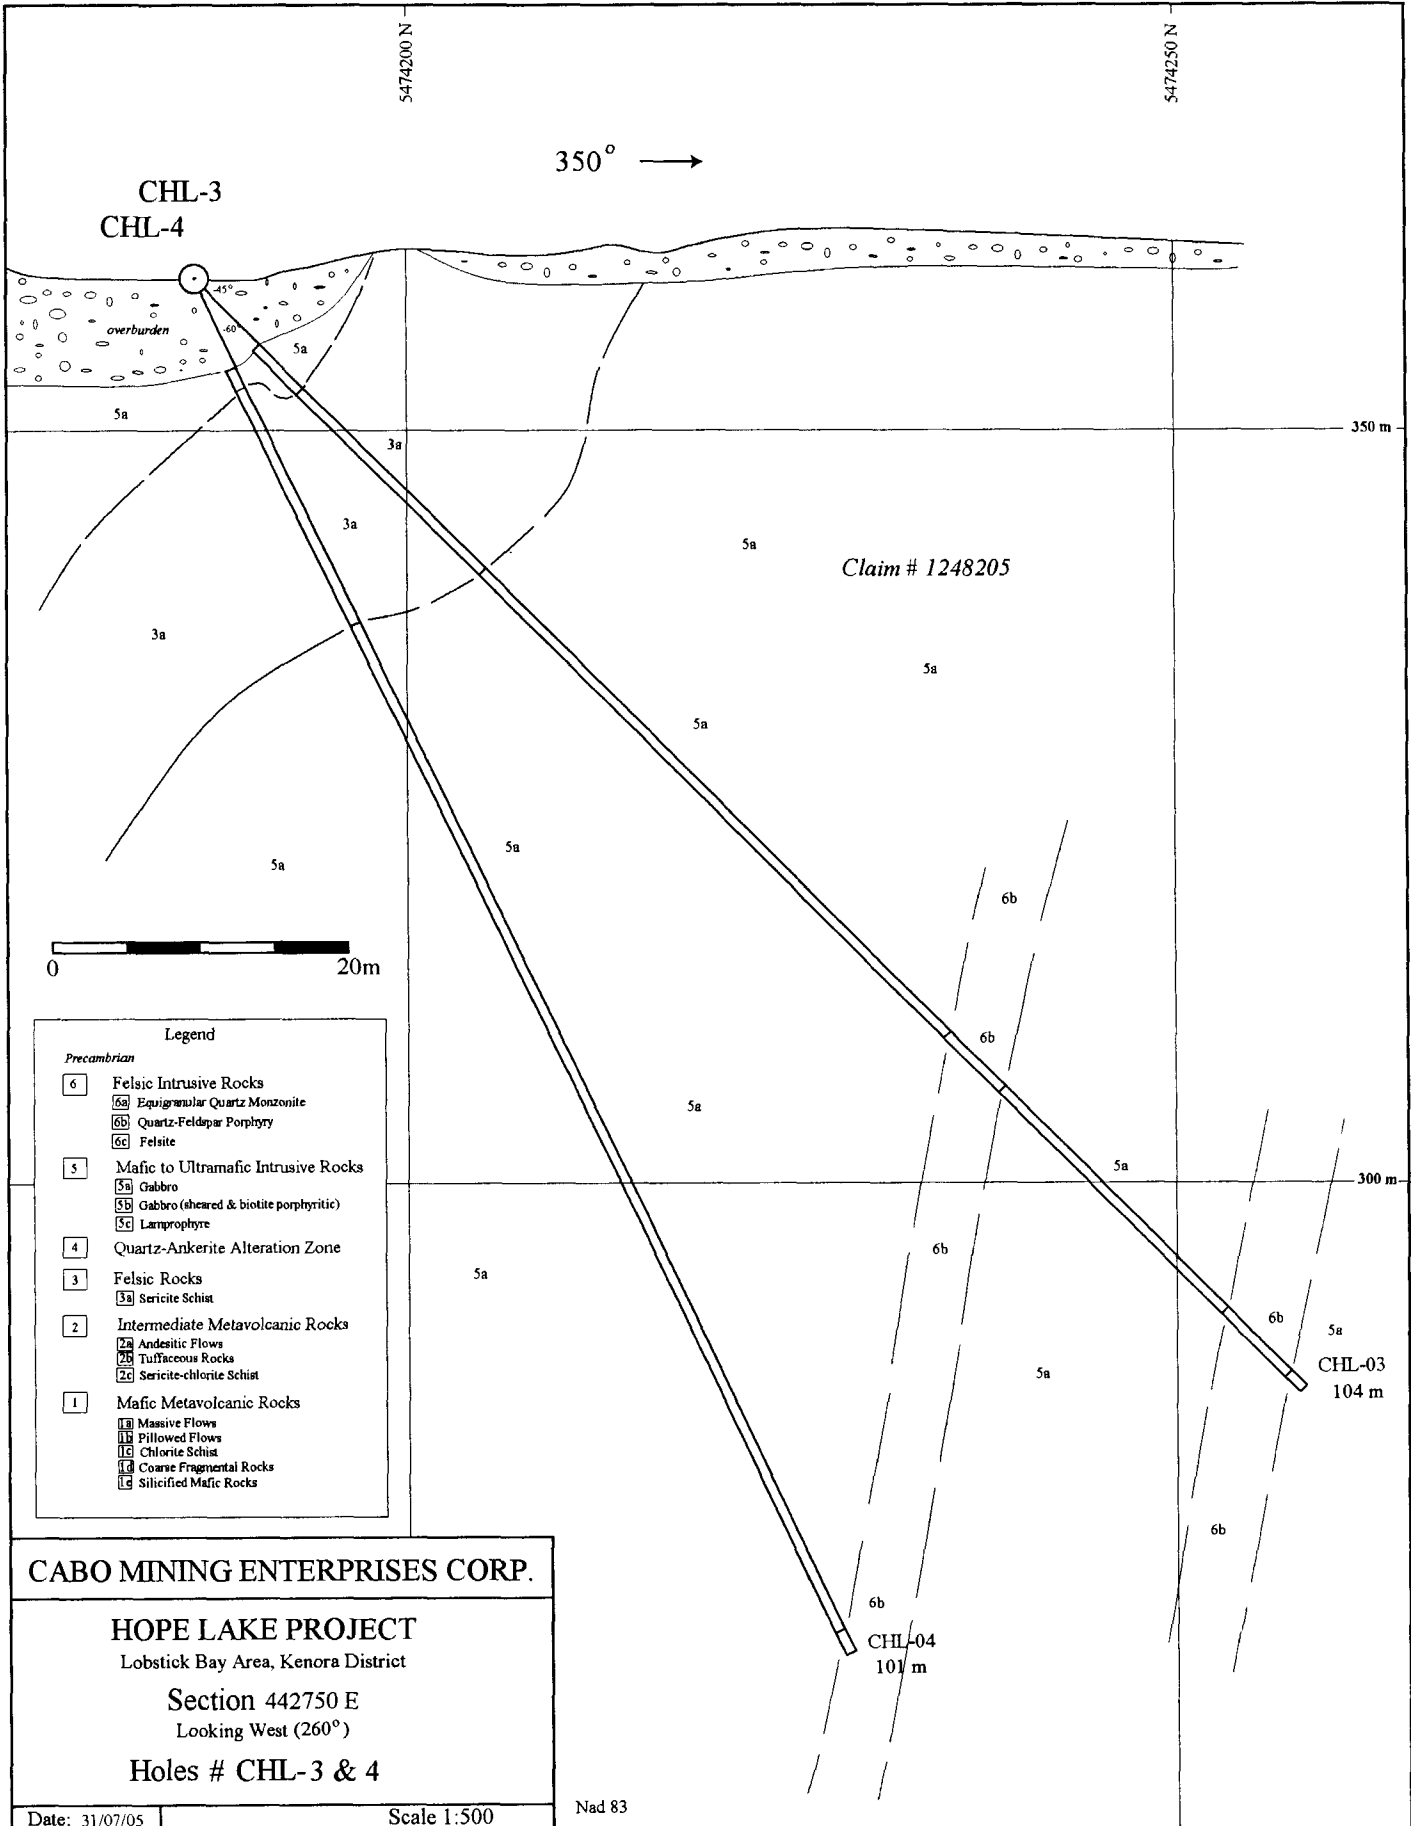 5474200 N
5474250 N
350° 
CHL-3
CHL-4
-45°
-60°
overburden
5a
5a
350 m
3a
3a
5a
Claim # 1248205
3a
5a
5a
5a
5a
6b
0
20m
6b
5a
5a
300 m
6b
5a
6b
5a
CHL-03
104 m
5a
6b
6b
CHL-04
101 m
Legend
Precambrian
6 Felsic Intrusive Rocks
6a Equigranular Quartz Monzonite
6b Quartz-Feldspar Porphyry
6c Felsite
5 Mafic to Ultramafic Intrusive Rocks
5a Gabbro
5b Gabbro (sheared & biotite porphyritic)
5c Lamprophyre
4 Quartz-Ankerite Alteration Zone
3 Felsic Rocks
3a Sericite Schist
2 Intermediate Metavolcanic Rocks
2a Andesitic Flows
2b Tuffaceous Rocks
2c Sericite-chlorite Schist
1 Mafic Metavolcanic Rocks
1a Massive Flows
1b Pillowed Flows
1c Chlorite Schist
1d Coarse Fragmental Rocks
1e Silicified Mafic Rocks
CABO MINING ENTERPRISES CORP.
HOPE LAKE PROJECT
Lobstick Bay Area, Kenora District
Section 442750 E
Looking West (260°)
Holes # CHL-3 & 4
Date: 31/07/05
Scale 1:500
Nad 83